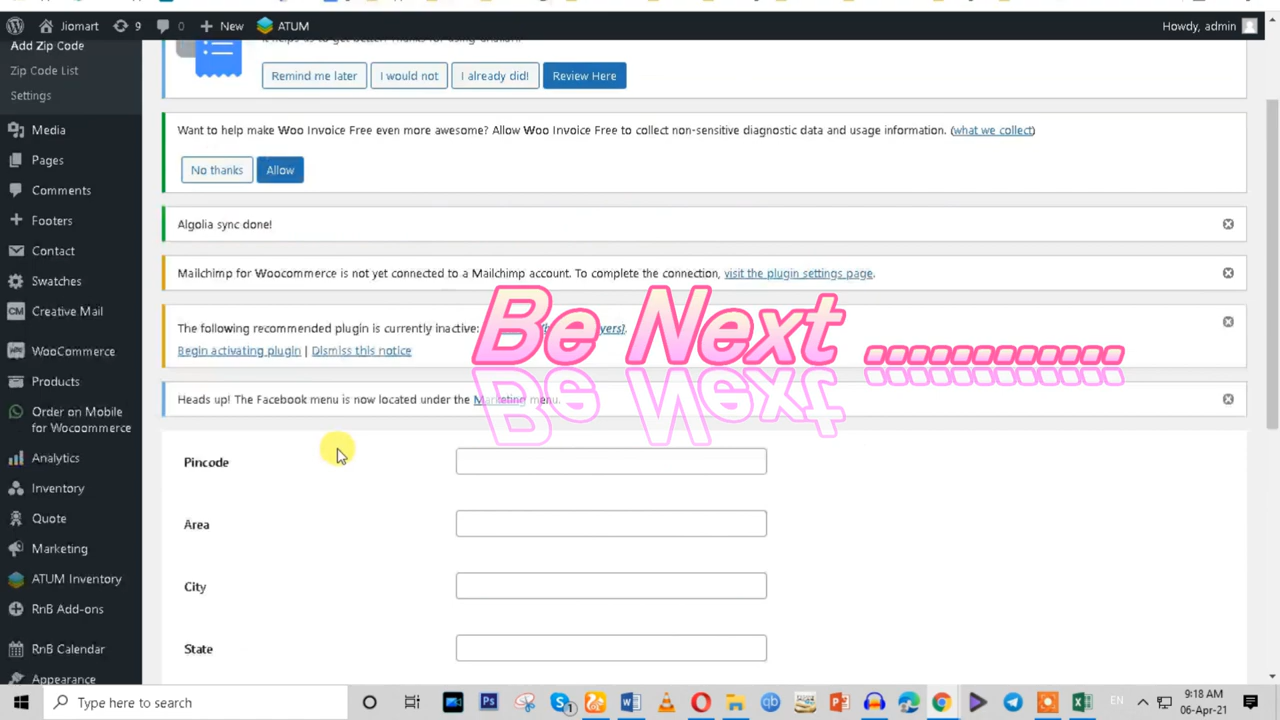 Jiomart 9 0 New ATUM Howdy, admin
Add Zip Code
Zip Code List
Settings
Media
Pages
Comments
Footers
Contact
Swatches
CM Creative Mail
WooCommerce
Products
Order on Mobile
for Wocoommerce
Analytics
Inventory
Quote
Marketing
ATUM Inventory
RnB Add-ons
RnB Calendar
Appearance
Remind me later I would not I already did! Review Here
Want to help make Woo Invoice Free even more awesome? Allow Woo Invoice Free to collect non-sensitive diagnostic data and usage information. (what we collect)
No thanks Allow
Algolia sync done!
Mailchimp for Woocommerce is not yet connected to a Mailchimp account. To complete the connection, visit the plugin settings page.
The following recommended plugin is currently inactive:
Begin activating plugin | Dismiss this notice
Be Next ............
Heads up! The Facebook menu is now located under the Marketing menu.
Pincode
Area
City
State
Type here to search
EN 9:18 AM
06-Apr-21